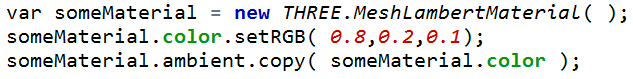 var someMaterial = new THREE.MeshLambertMaterial( );
someMaterial.color.setRGB( 0.8,0.2,0.1);
someMaterial.ambient.copy( someMaterial.color );